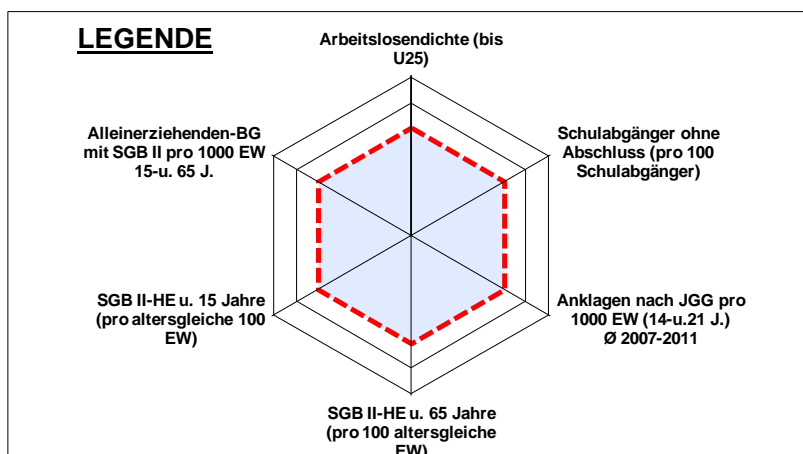 LEGENDE
Arbeitslosendichte (bis
U25)
Alleinerziehenden-BG
mit SGB II pro 1000 EW
15-u. 65 J.
Schulabgänger ohne
Abschluss (pro 100
Schulabgänger)
SGB II-HE u. 15 Jahre
(pro altersgleiche 100
EW)
Anklagen nach JGG pro
1000 EW (14-u.21 J.)
Ø 2007-2011
SGB II-HE u. 65 Jahre
(pro 100 altersgleiche
EW)